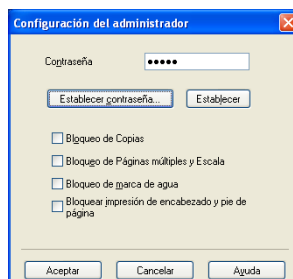 Configuración del administrador
Contraseña
•••••
Establecer contraseña...
Establecer
Bloqueo de Copias
Bloqueo de Páginas múltiples y Escala
Bloqueo de marca de agua
Bloquear impresión de encabezado y pie de
página
Aceptar
Cancelar
Ayuda